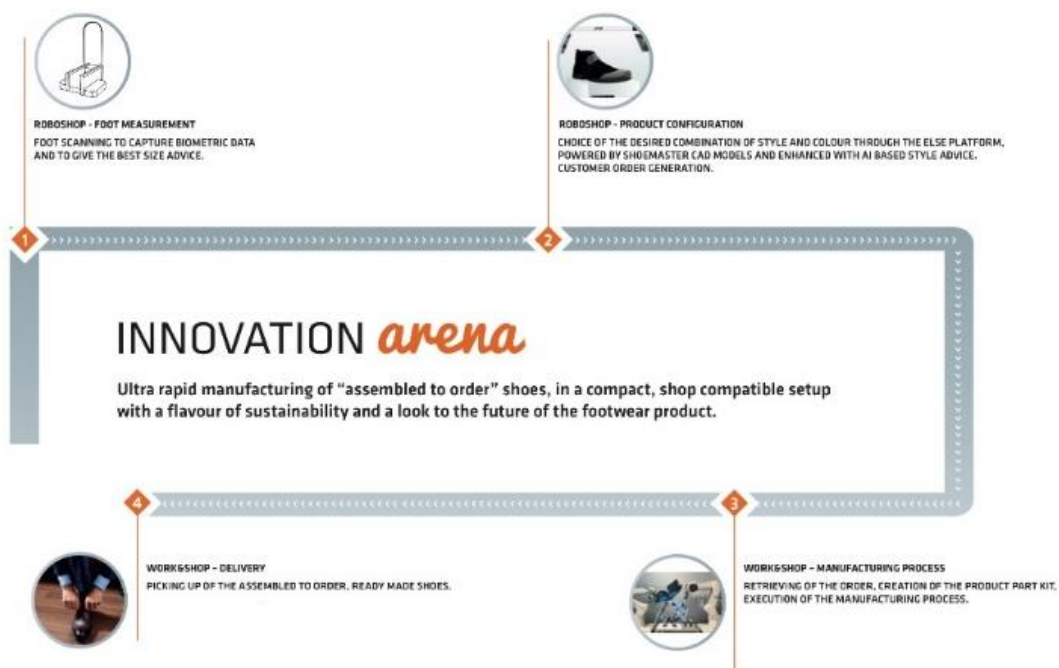 ROBOSHOP - FOOT MEASUREMENT
FOOT SCANNING TO CAPTURE BIOMETRIC DATA
AND TO GIVE THE BEST SIZE ADVICE.
ROBOSHOP - PRODUCT CONFIGURATION
CHOICE OF THE DESIRED COMBINATION OF STYLE AND COLOUR THROUGH THE ELSE PLATFORM,
POWERED BY SHOEMASTER CAD MODELS AND ENHANCED WITH AI BASED STYLE ADVICE.
CUSTOMER ORDER GENERATION.
1
2
INNOVATION arena
Ultra rapid manufacturing of “assembled to order” shoes, in a compact, shop compatible setup
with a flavour of sustainability and a look to the future of the footwear product.
4
3
WORK&SHOP - DELIVERY
PICKING UP OF THE ASSEMBLED TO ORDER, READY MADE SHOES.
WORK&SHOP - MANUFACTURING PROCESS
RETRIEVING OF THE ORDER, CREATION OF THE PRODUCT PART KIT.
EXECUTION OF THE MANUFACTURING PROCESS.